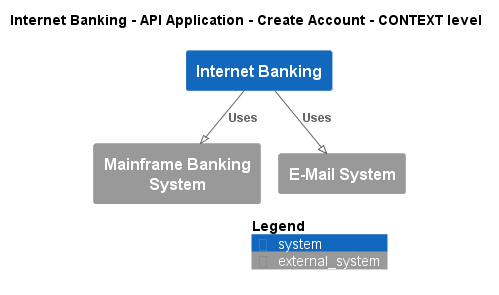 Internet Banking - API Application - Create Account - CONTEXT level
Internet Banking
Uses
Uses
Mainframe Banking
System
E-Mail System
Legend
system
external_system